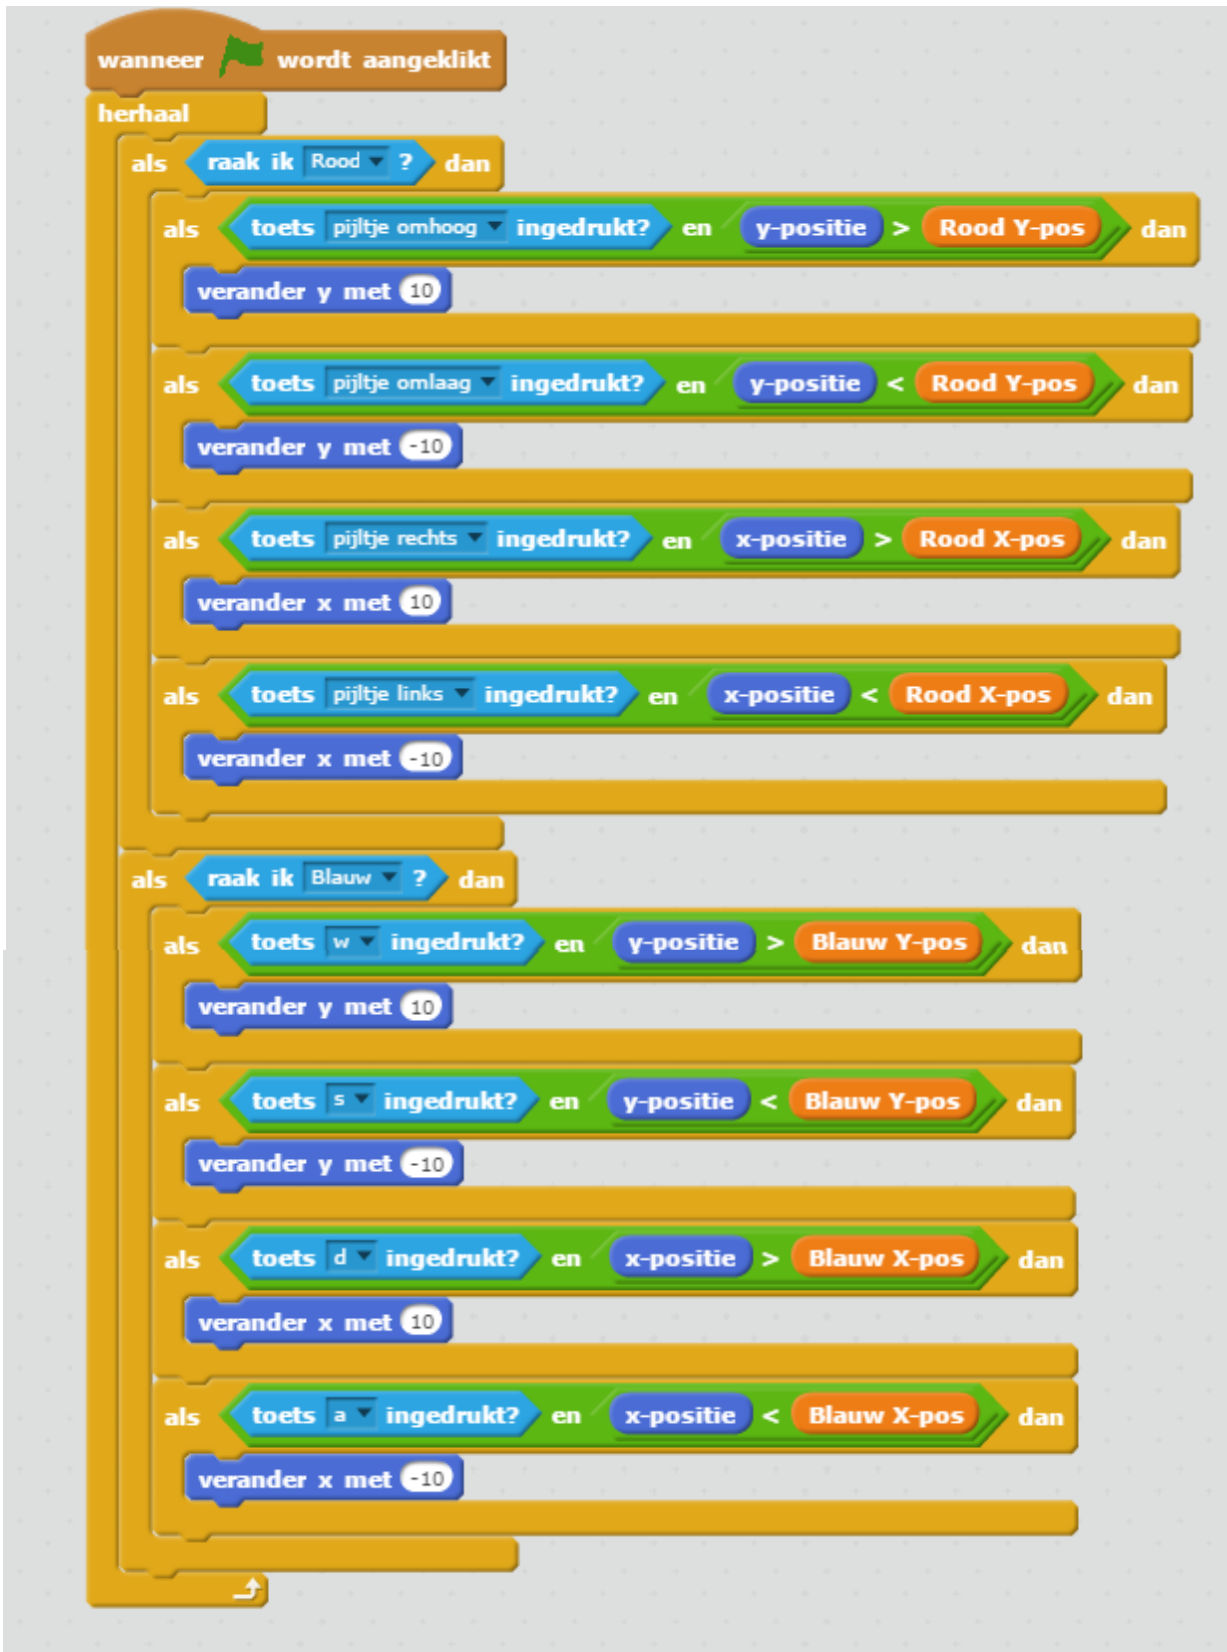 wanneer wordt aangeklikt
herhaal
als raak ik Rood ? dan
als toets pijltje omhoog ingedrukt? en y-positie > Rood Y-pos dan
verander y met 10
als toets pijltje omlaag ingedrukt? en y-positie < Rood Y-pos dan
verander y met -10
als toets pijltje rechts ingedrukt? en x-positie > Rood X-pos dan
verander x met 10
als toets pijltje links ingedrukt? en x-positie < Rood X-pos dan
verander x met -10
als raak ik Blauw ? dan
als toets w ingedrukt? en y-positie > Blauw Y-pos dan
verander y met 10
als toets s ingedrukt? en y-positie < Blauw Y-pos dan
verander y met -10
als toets d ingedrukt? en x-positie > Blauw X-pos dan
verander x met 10
als toets a ingedrukt? en x-positie < Blauw X-pos dan
verander x met -10